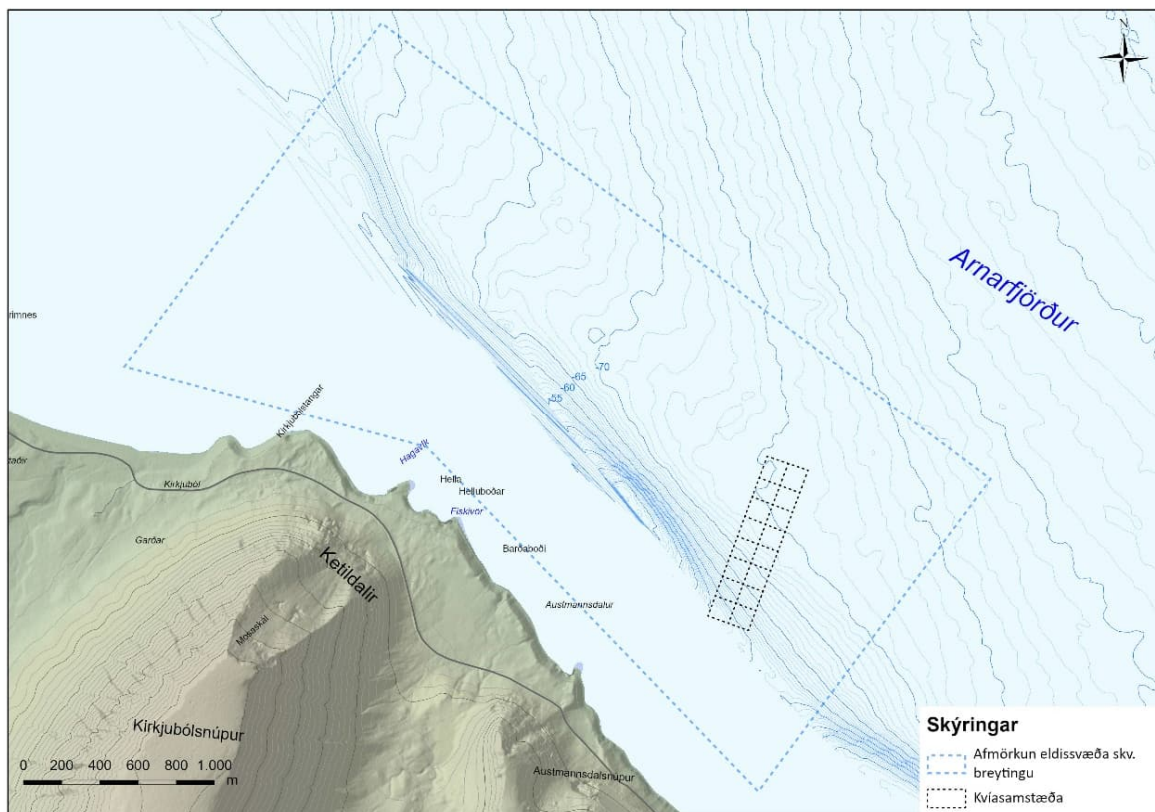 N
Arnarfjörður
rimnes
-70
-65
-60
-55
Kirkjubólstangar
Hagavík
zaðir
Kirkjuból
Hella
Helluboðar
Fiskivör
Garðar
Ketildalir
Barðaboði
Austmannsdalur
Mosaskál
Kirkjubólsnúpur
Austmannsdalsnúpur
0 200 400 600 800 1.000
m
Skýringar
Afmörkun eldissvæða skv.
breytingu
Kvíasamstæða